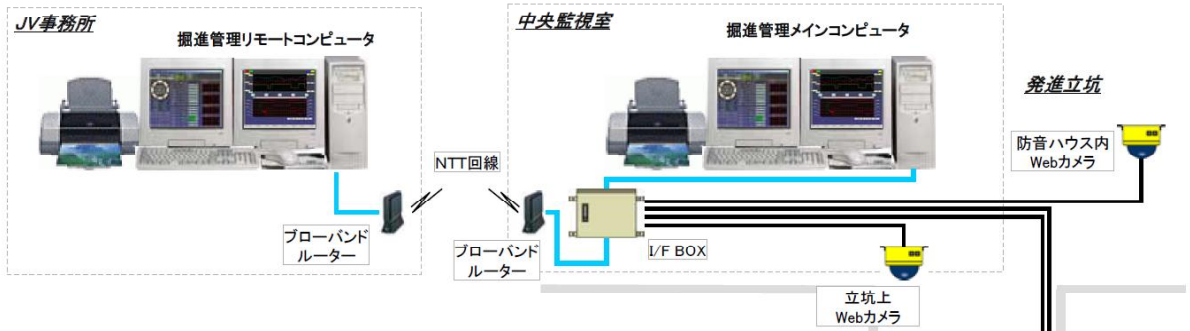 JV事務所
掘進管理リモートコンピュータ
NTT回線
ブローバンド
ルーター
中央監視室
掘進管理メインコンピュータ
ブローバンド
ルーター
I/F BOX
発進立坑
防音ハウス内
Webカメラ
立坑上
Webカメラ